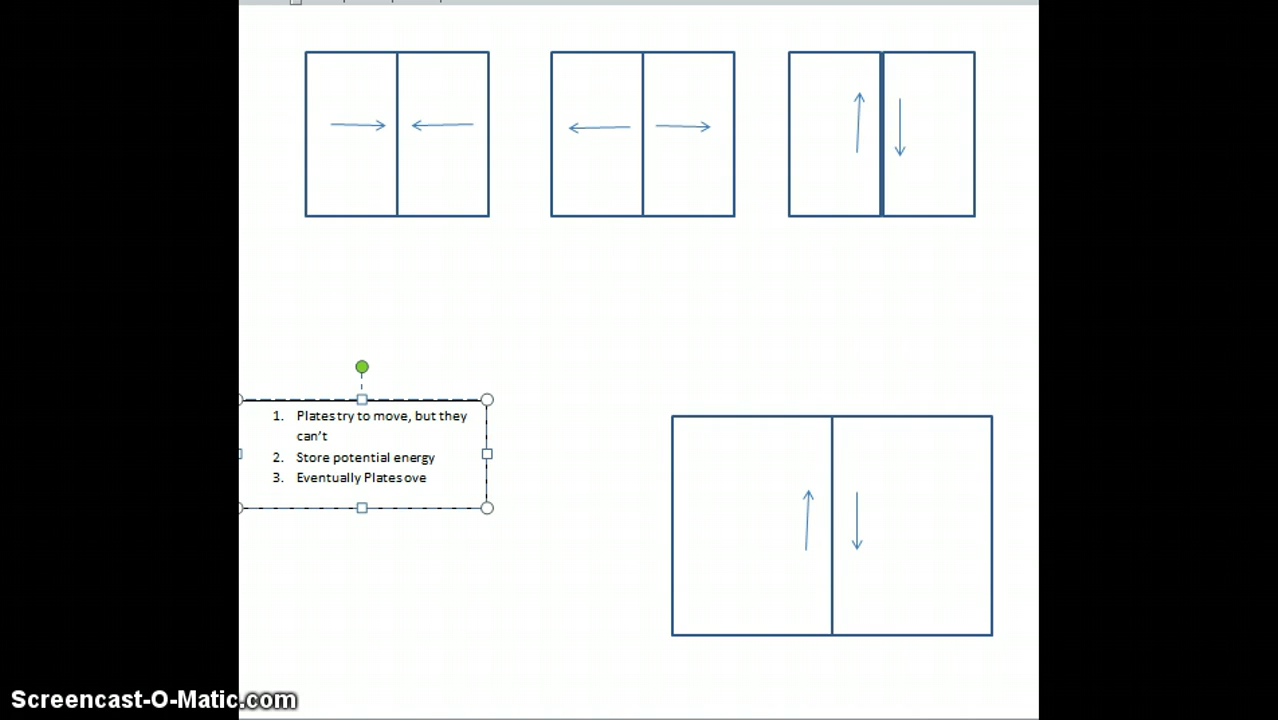 1. Plates try to move, but they
can't
2. Store potential energy
3. Eventually Plates ove
Screencast-O-Matic.com